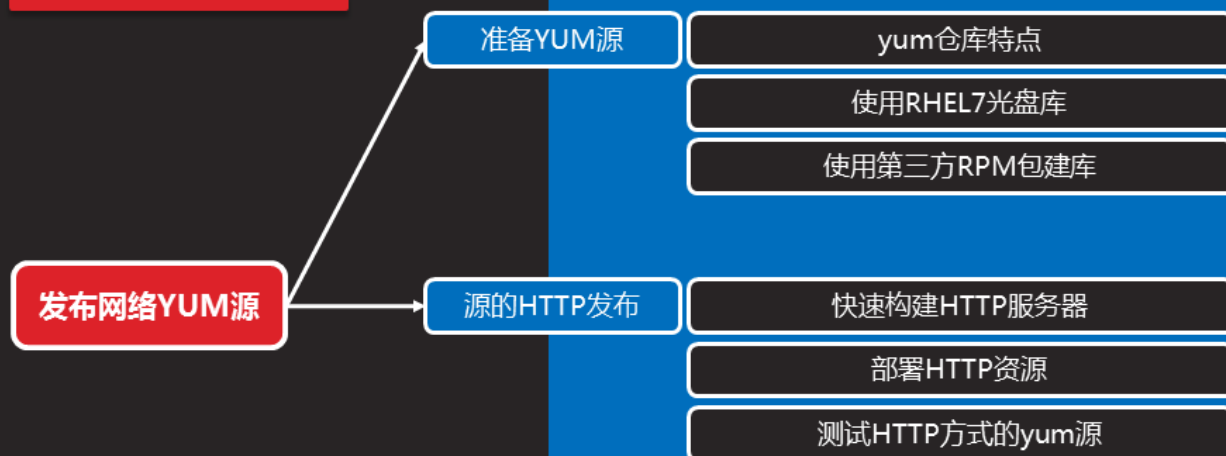 准备YUM源
yum仓库特点
使用RHEL7光盘库
使用第三方RPM包建库
发布网络YUM源
源的HTTP发布
快速构建HTTP服务器
部署HTTP资源
测试HTTP方式的yum源